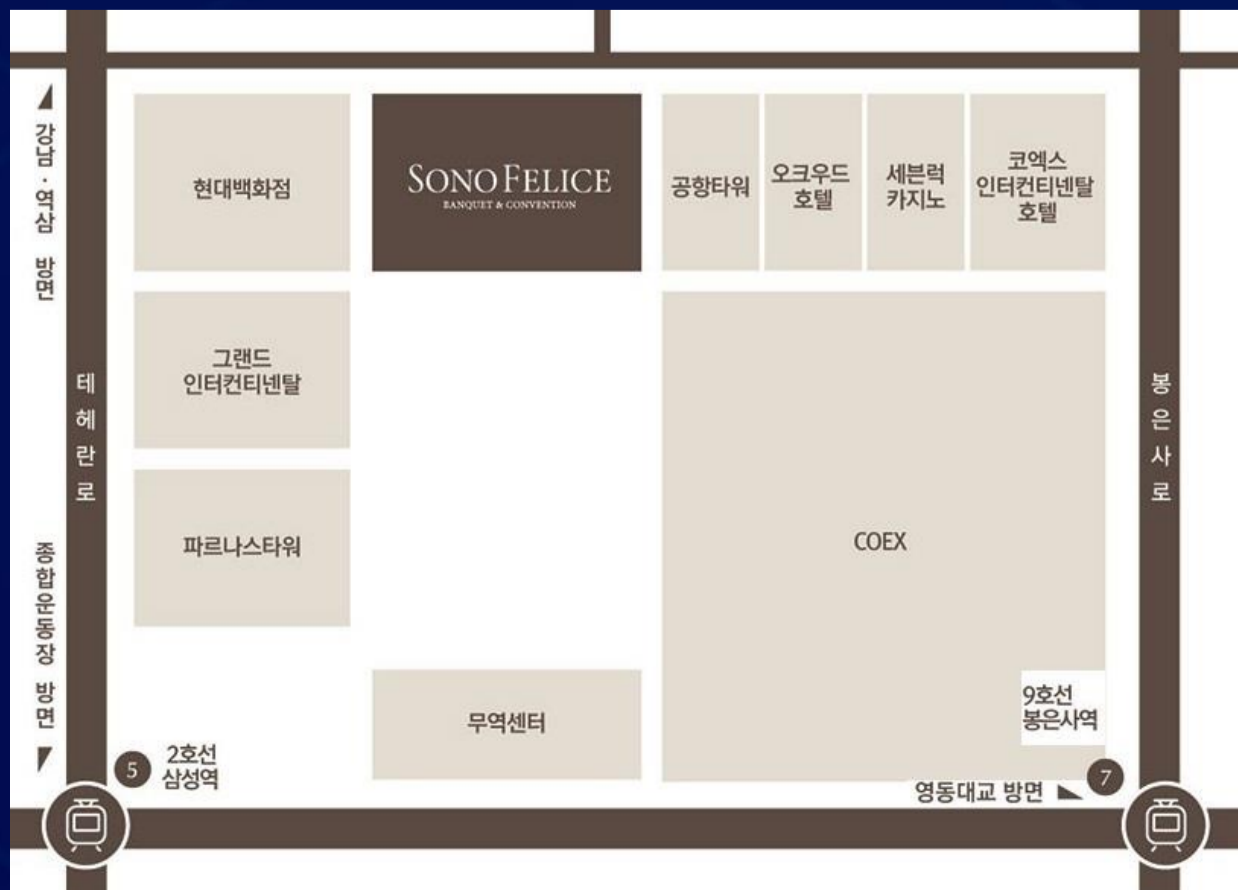 강남·역삼 방면
현대백화점
SONO FELICE
BANQUET & CONVENTION
공항타워
오크우드
호텔
세븐럭
카지노
코엑스
인터컨티넨탈
호텔
그랜드
인터컨티넨탈
테헤란로
봉은사로
파르나스타워
COEX
종합운동장 방면
무역센터
9호선
봉은사역
5
2호선
삼성역
영동대교 방면
7